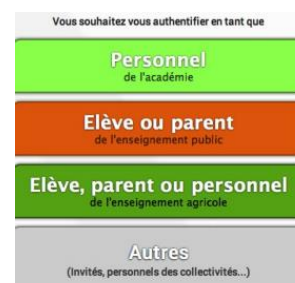 Vous souhaitez vous authentifier en tant que
Personnel
de l'académie
Elève ou parent
de l'enseignement public
Elève, parent ou personnel
de l'enseignement agricole
Autres
(Invités, personnels des collectivités...)